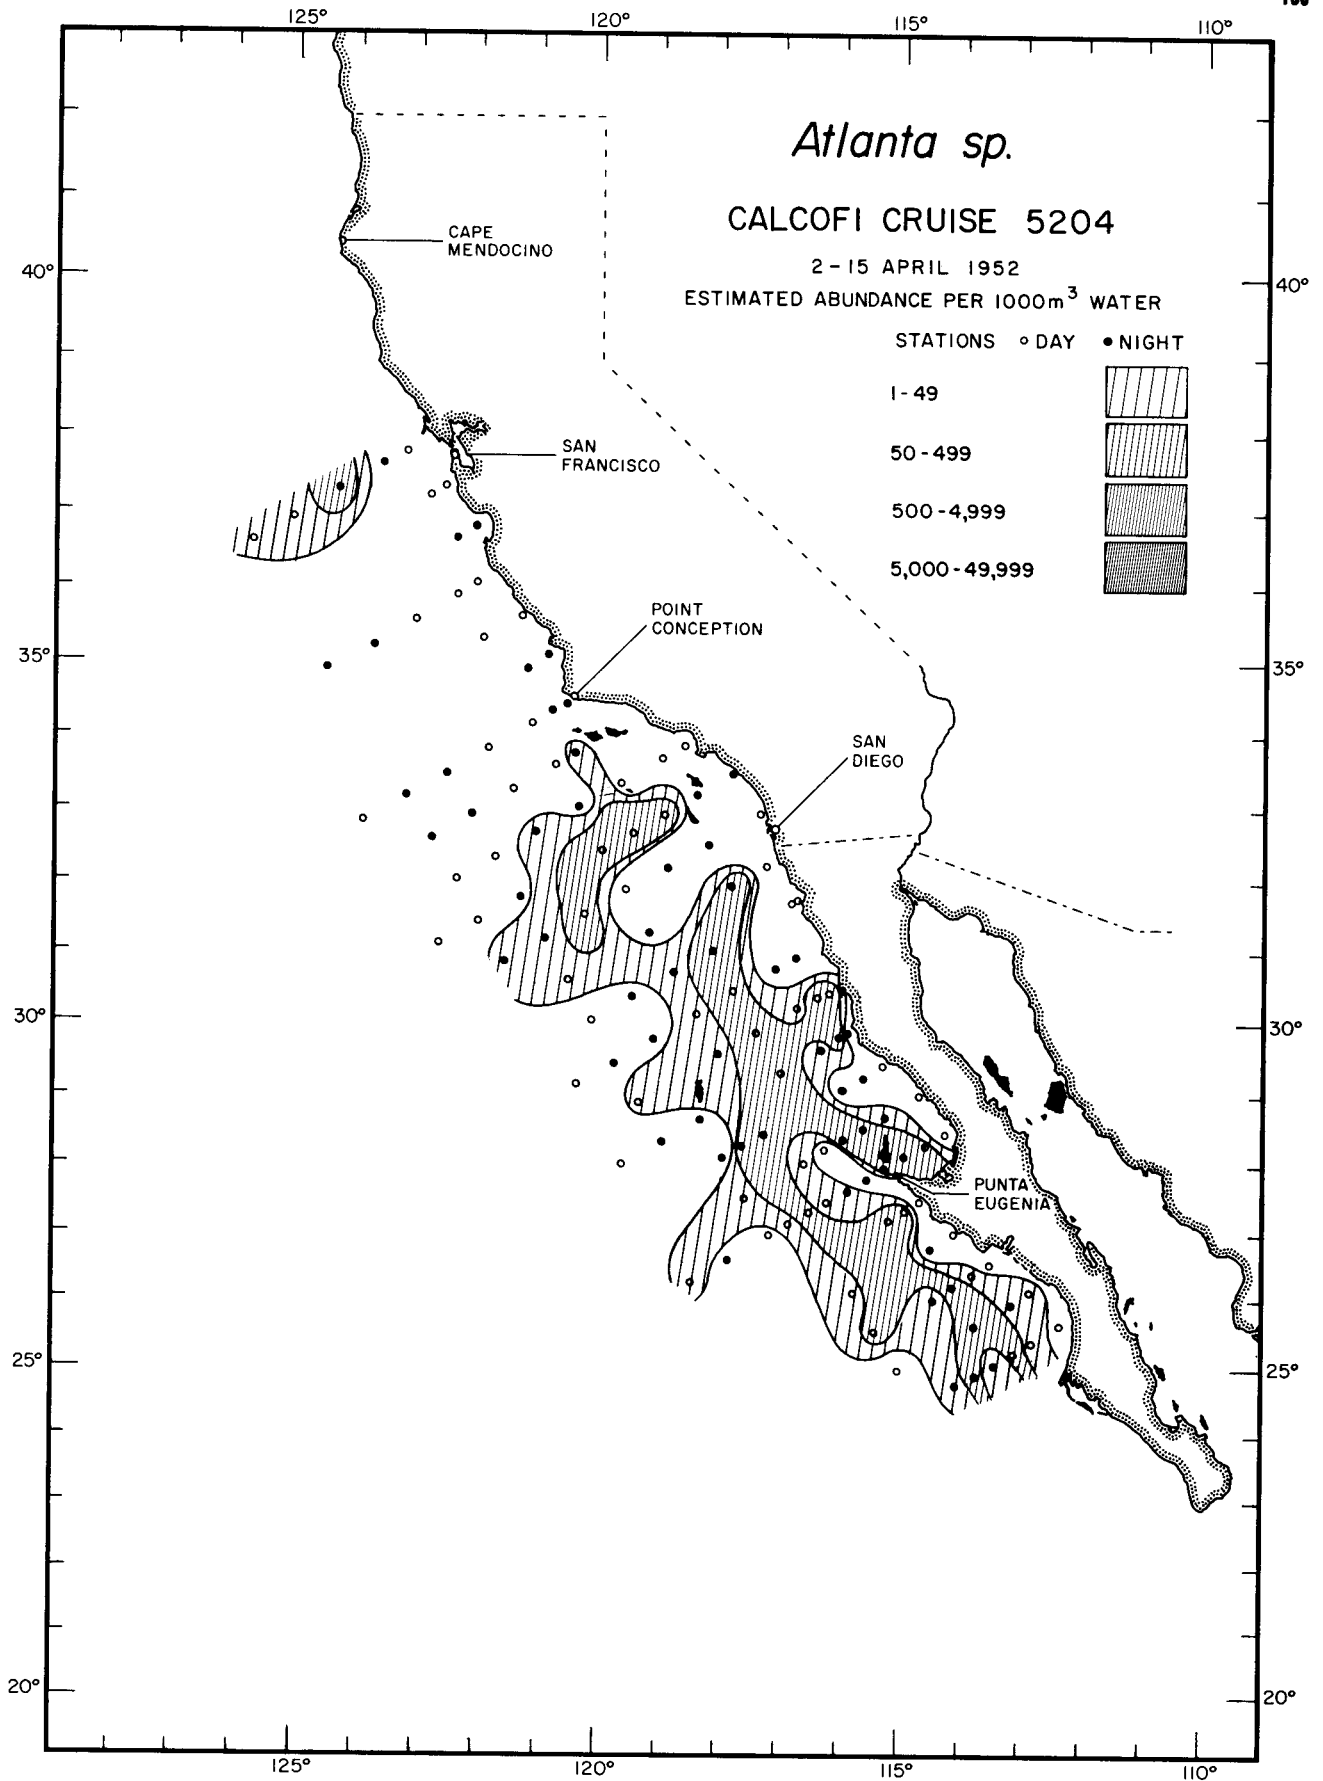 125° 120° 115° 110°
Atlanta sp.
CALCOFI CRUISE 5204
2-15 APRIL 1952
ESTIMATED ABUNDANCE PER 1000m³ WATER
STATIONS ○ DAY ● NIGHT
1-49
50-499
500-4,999
5,000-49,999
CAPE
MENDOCINO
40° 40°
SAN
FRANCISCO
POINT
CONCEPTION
35° 35°
SAN
DIEGO
30° 30°
PUNTA
EUGENIA
25° 25°
20° 20°
125° 120° 115° 110°